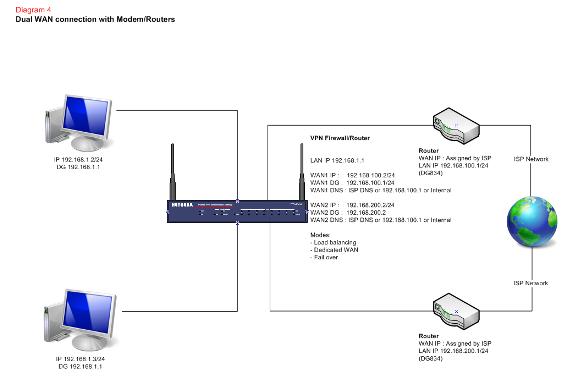 Diagram 4
Dual WAN connection with Modem/Routers
IP 192.168.1.2/24
DG 192.168.1.1
NETGEAR
VPN Firewall/Router
LAN IP 192.168.1.1
WAN1 IP : 192.168.100.2/24
WAN1 DG : 192.168.100.1/24
WAN1 DNS : ISP DNS or 192.168.100.1 or Internal
WAN2 IP : 192.168.200.2/24
WAN2 DG : 192.168.200.2
WAN2 DNS : ISP DNS or 192.168.100.1 or Internal
Modes:
- Load balancing
- Dedicated WAN
- Fail over
Router
WAN IP : Assigned by ISP
LAN IP 192.168.100.1/24
(DG834)
ISP Network
ISP Network
Router
WAN IP : Assigned by ISP
LAN IP 192.168.200.1/24
(DG834)
IP 192.168.1.3/24
DG 192.168.1.1